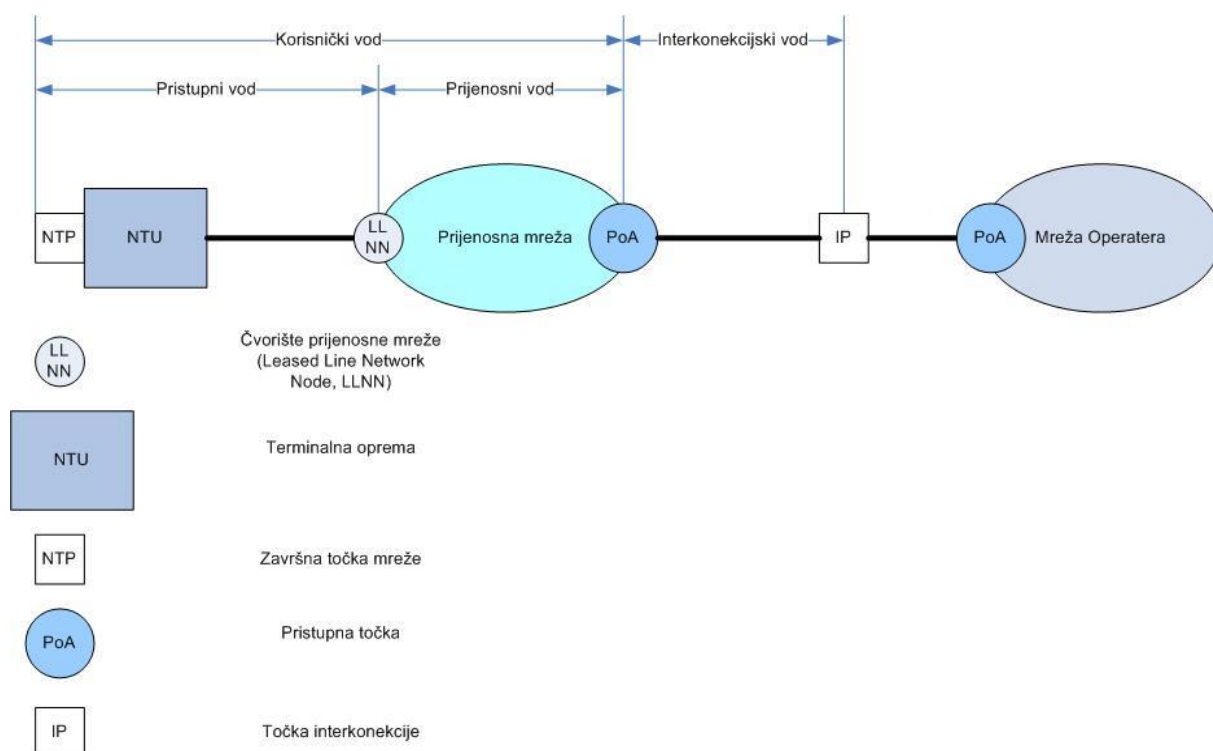 Korisnički vod
Interkonekcijski vod
Pristupni vod
Prijenosni vod
NTP
NTU
LL
NN
Prijenosna mreža
PoA
IP
PoA
Mreža Operatera
LL
NN
Čvorište prijenosne mreže
(Leased Line Network
Node, LLNN)
NTU
Terminalna oprema
NTP
Završna točka mreže
PoA
Pristupna točka
IP
Točka interkonekcije